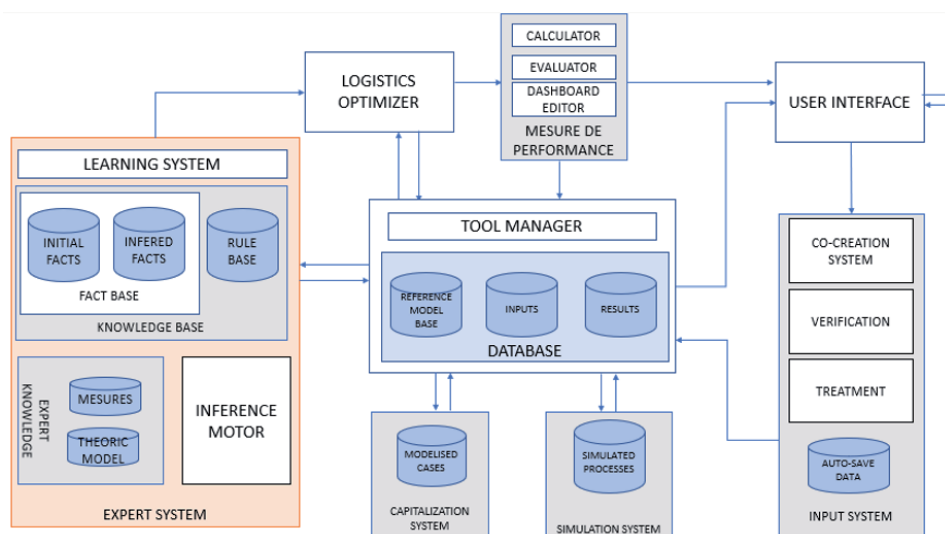 CALCULATOR
EVALUATOR
DASHBOARD
EDITOR
MESURE DE
PERFORMANCE
LOGISTICS
OPTIMIZER
USER INTERFACE
LEARNING SYSTEM
INITIAL
FACTS
INFERED
FACTS
RULE
BASE
FACT BASE
KNOWLEDGE BASE
EXPERT
KNOWLEDGE
MESURES
THEORIC
MODEL
INFERENCE
MOTOR
EXPERT SYSTEM
TOOL MANAGER
REFERENCE
MODEL
BASE
INPUTS
RESULTS
DATABASE
MODELISED
CASES
CAPITALIZATION
SYSTEM
SIMULATED
PROCESSES
SIMULATION SYSTEM
CO-CREATION
SYSTEM
VERIFICATION
TREATMENT
AUTO-SAVE
DATA
INPUT SYSTEM